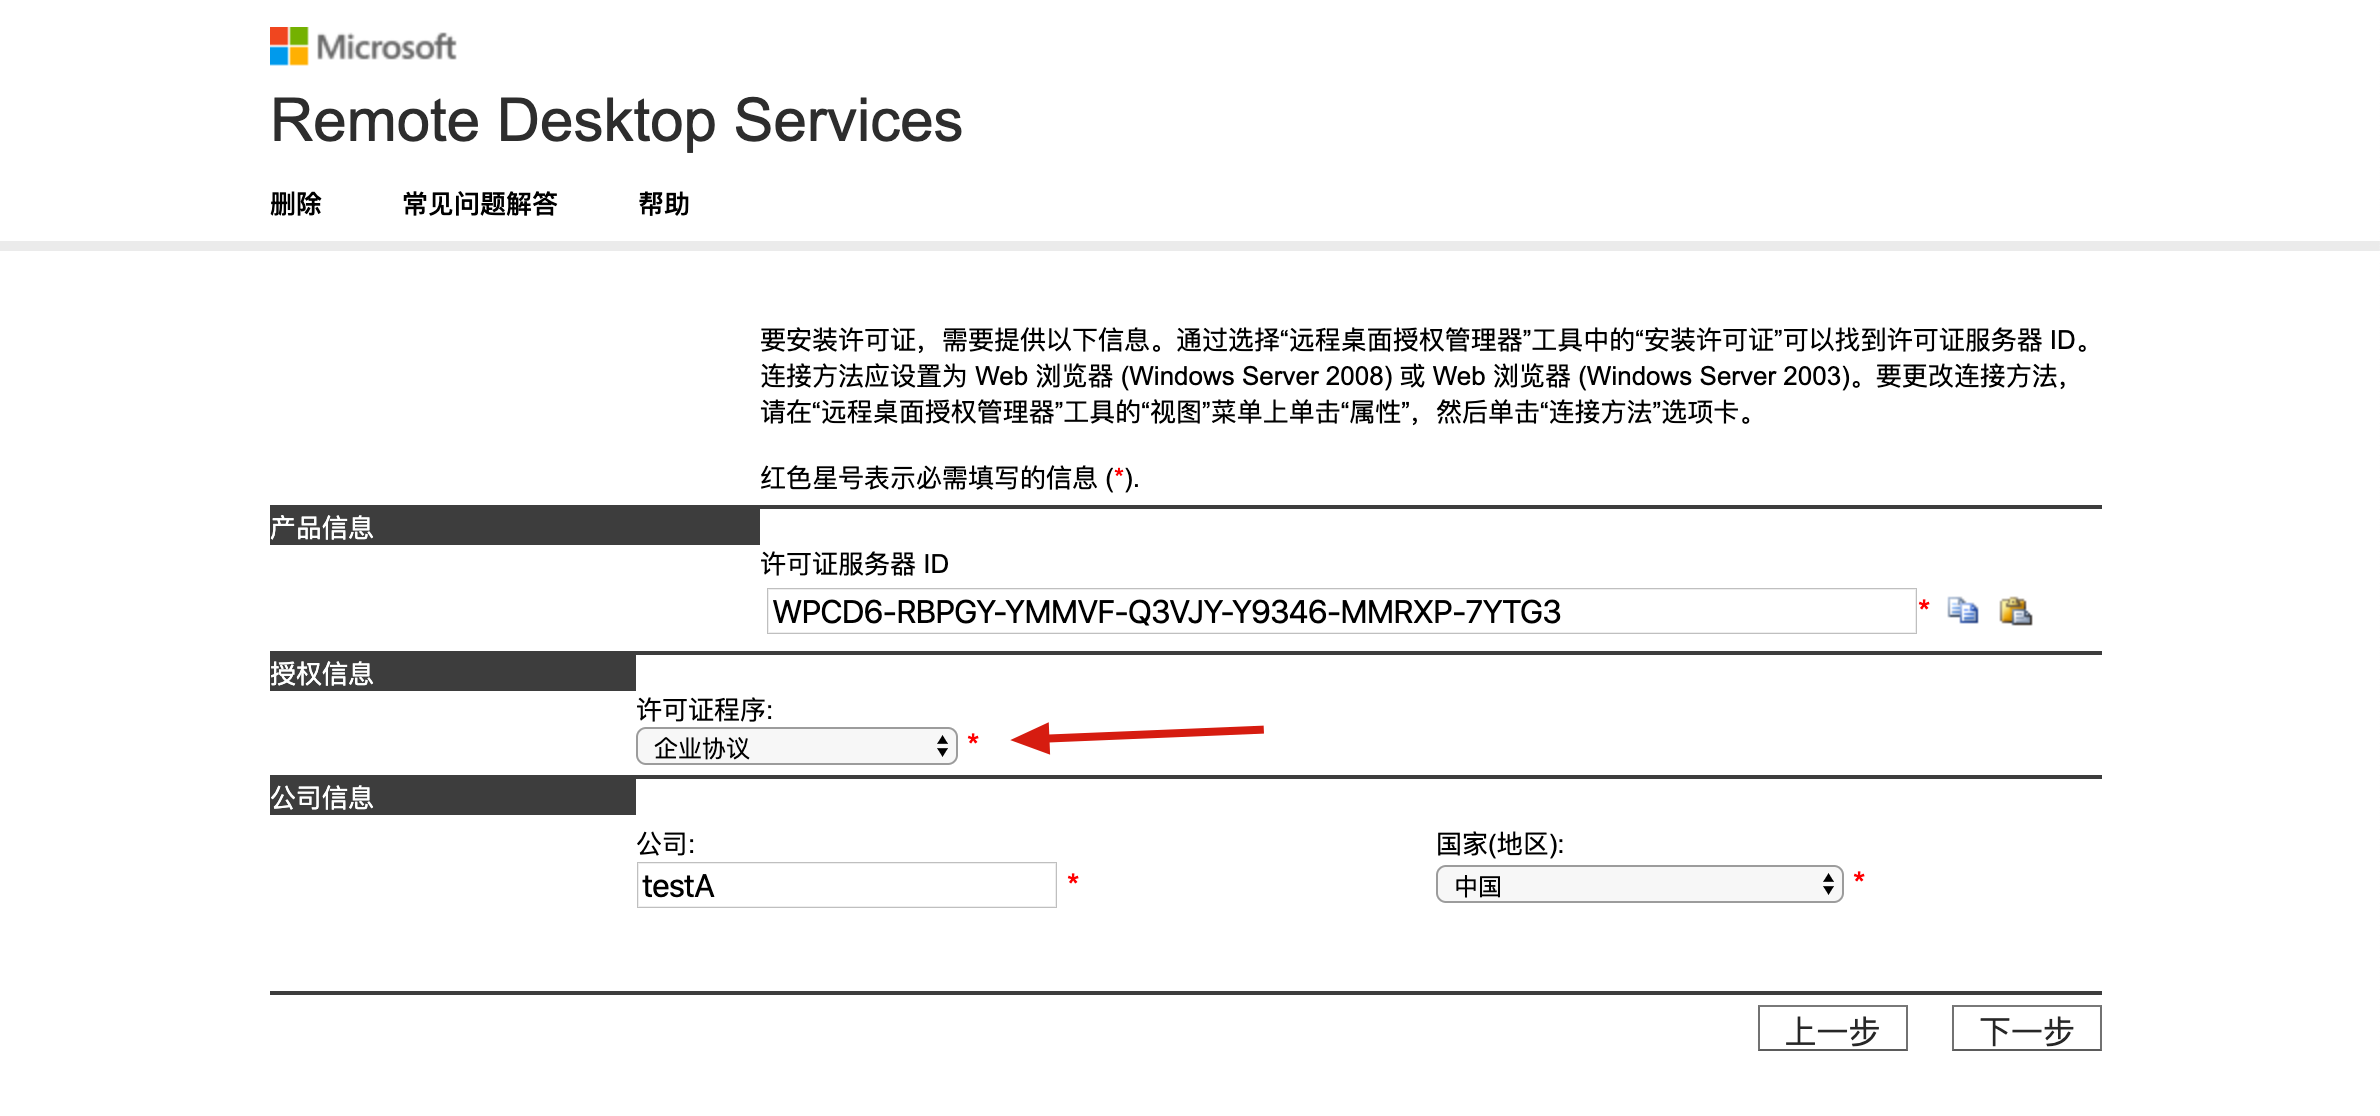 Microsoft
Remote Desktop Services
删除 常见问题解答 帮助
要安装许可证，需要提供以下信息。通过选择“远程桌面授权管理器”工具中的“安装许可证”可以找到许可证服务器 ID。
连接方法应设置为 Web 浏览器 (Windows Server 2008) 或 Web 浏览器 (Windows Server 2003)。要更改连接方法，
请在“远程桌面授权管理器”工具的“视图”菜单上单击“属性”，然后单击“连接方法”选项卡。
红色星号表示必需填写的信息 (*).
产品信息
许可证服务器 ID
WPCD6-RBPGY-YMMVF-Q3VJY-Y9346-MMRXP-7YTG3 *
授权信息
许可证程序:
企业协议 *
公司信息
公司: 国家(地区):
testA * 中国 *
上一步 下一步